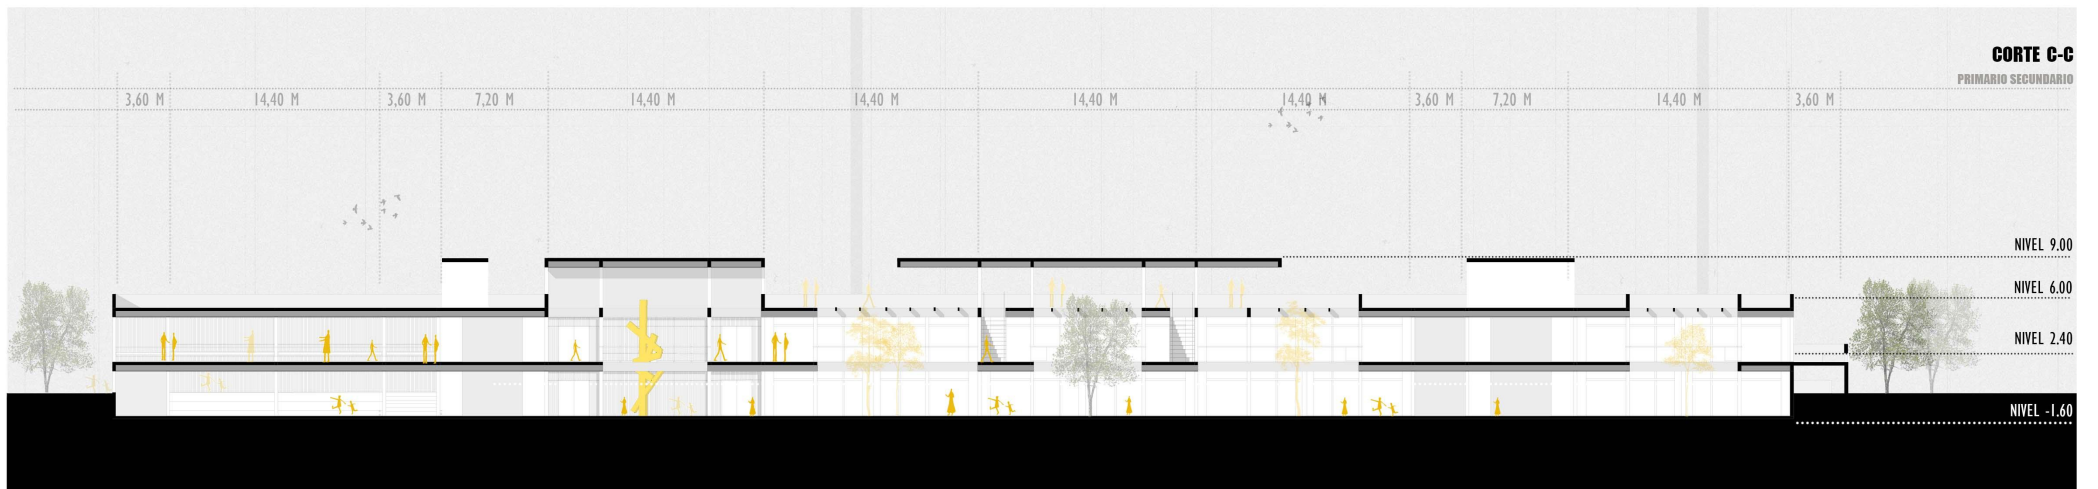 CORTE C-C
PRIMARIO SECUNDARIO
3,60 M 14,40 M 3,60 M 7,20 M 14,40 M 14,40 M 14,40 M 14,40 M 3,60 M 7,20 M 14,40 M 3,60 M
NIVEL 9.00
NIVEL 6.00
NIVEL 2.40
NIVEL -1.60